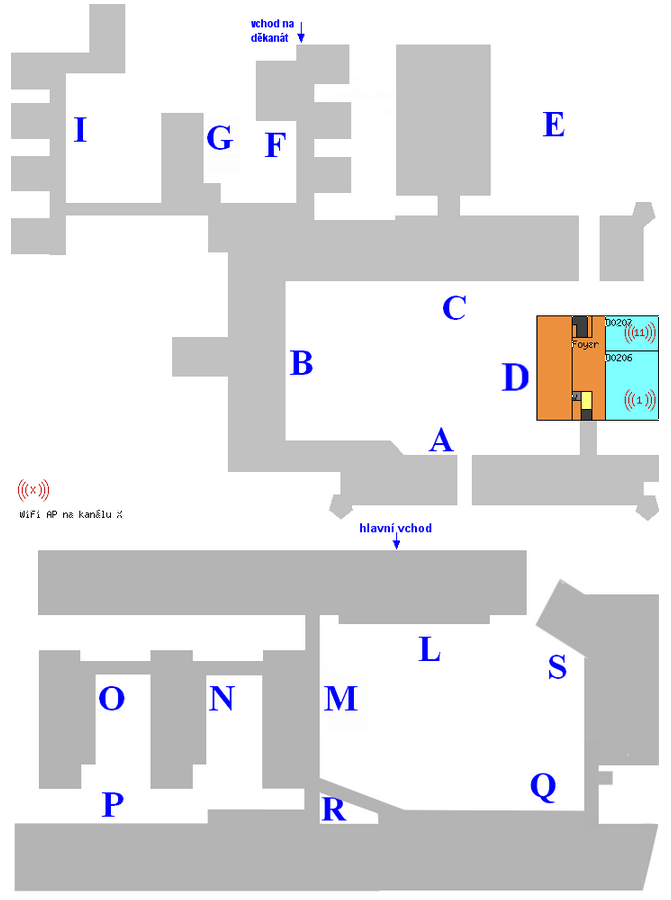 vchod na
děkanát
I
G
F
E
C
D0207
((11))
Foyer
B
D
D0206
((1))
A
((X))
WiFi AP na kanálu X
hlavní vchod
L
S
O
N
M
Q
P
R